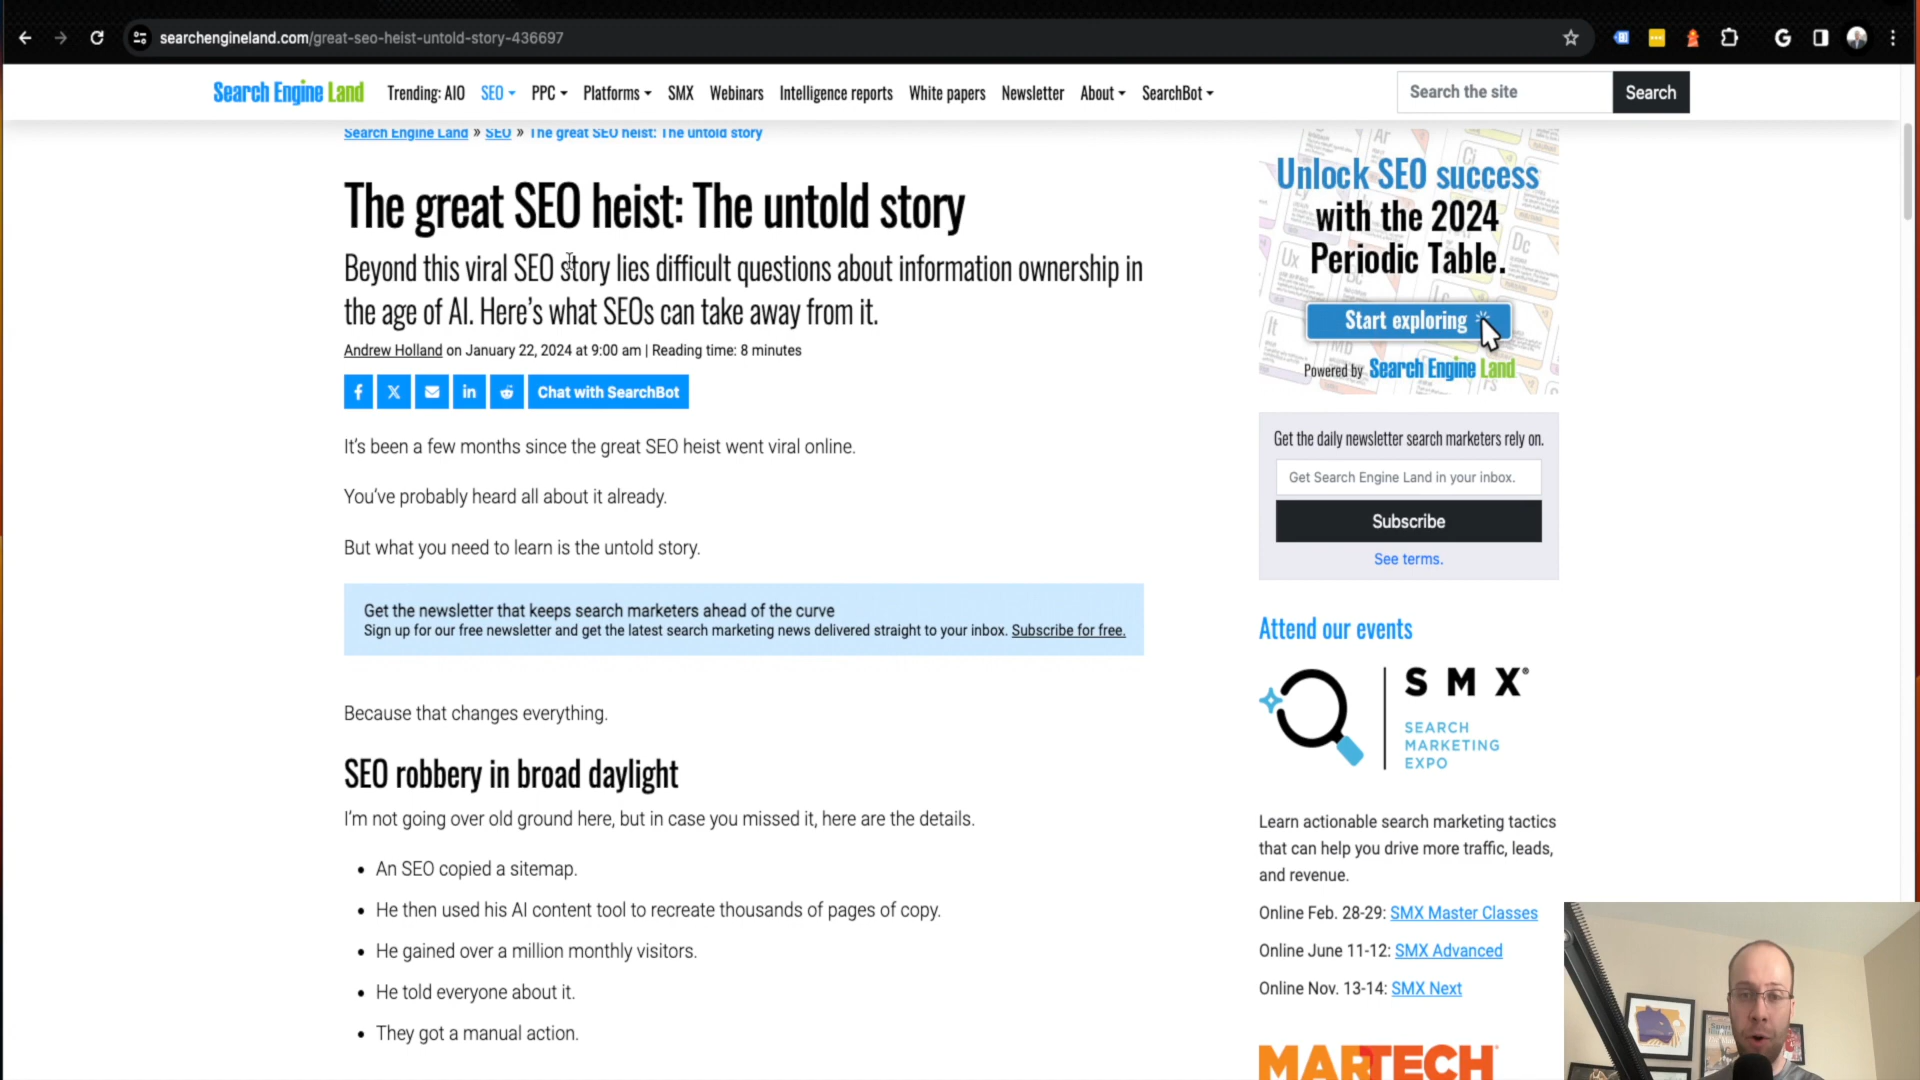 searchengineland.com/great-seo-heist-untold-story-436697
Search Engine Land
Trending: AIO SEO PPC Platforms SMX Webinars Intelligence reports White papers Newsletter About SearchBot
Search the site
Search
Search Engine Land » SEO » The great SEO heist: The untold story
The great SEO heist: The untold story
Beyond this viral SEO story lies difficult questions about information ownership in
the age of AI. Here's what SEOs can take away from it.
Andrew Holland on January 22, 2024 at 9:00 am | Reading time: 8 minutes
Chat with SearchBot
It's been a few months since the great SEO heist went viral online.
You've probably heard all about it already.
But what you need to learn is the untold story.
Get the newsletter that keeps search marketers ahead of the curve
Sign up for our free newsletter and get the latest search marketing news delivered straight to your inbox. Subscribe for free.
Because that changes everything.
SEO robbery in broad daylight
I'm not going over old ground here, but in case you missed it, here are the details.
• An SEO copied a sitemap.
• He then used his AI content tool to recreate thousands of pages of copy.
• He gained over a million monthly visitors.
• He told everyone about it.
• They got a manual action.
Unlock SEO success
with the 2024
Periodic Table.
Start exploring
Powered by Search Engine Land
Get the daily newsletter search marketers rely on.
Get Search Engine Land in your inbox.
Subscribe
See terms.
Attend our events
SMX®
SEARCH
MARKETING
EXPO
Learn actionable search marketing tactics
that can help you drive more traffic, leads,
and revenue.
Online Feb. 28-29: SMX Master Classes
Online June 11-12: SMX Advanced
Online Nov. 13-14: SMX Next
MARTECH